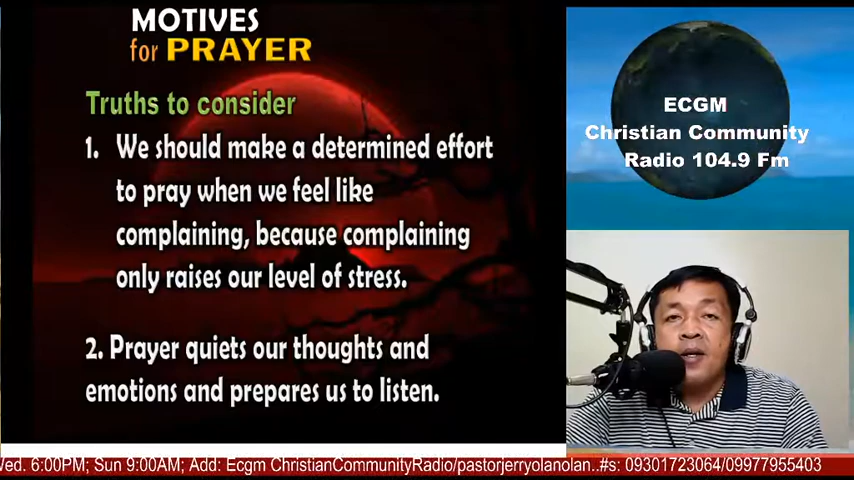 MOTIVES
for PRAYER
Truths to consider
1. We should make a determined effort
to pray when we feel like
complaining, because complaining
only raises our level of stress.
2. Prayer quiets our thoughts and
emotions and prepares us to listen.
ECGM
Christian Community
Radio 104.9 Fm
Wed. 6:00PM; Sun 9:00AM; Add: Ecgm ChristianCommunityRadio/pastorjerryolanolan..#s: 09301723064/09977955403